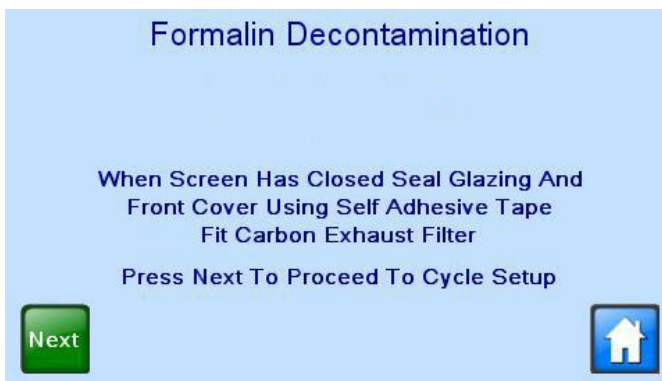 Formalin Decontamination
When Screen Has Closed Seal Glazing And
Front Cover Using Self Adhesive Tape
Fit Carbon Exhaust Filter
Press Next To Proceed To Cycle Setup
Next